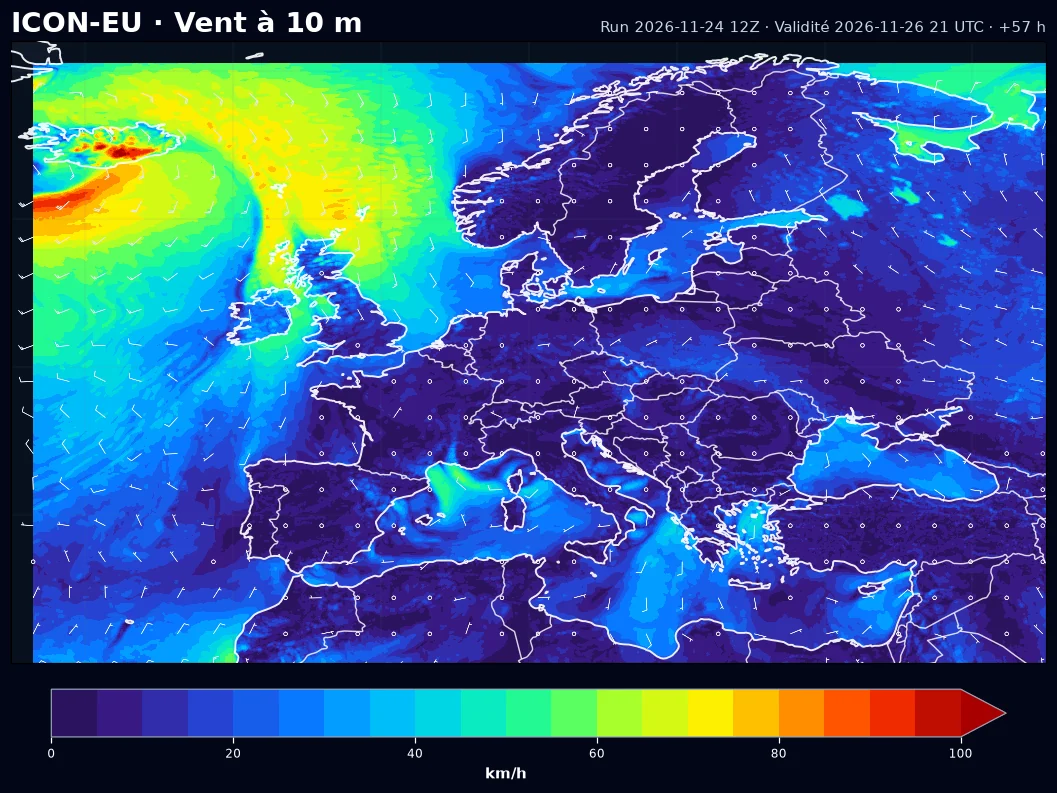 ICON-EU · Vent à 10 m
Run 2026-11-24 12Z · Validité 2026-11-26 21 UTC · +57 h
0 20 40 60 80 100
km/h